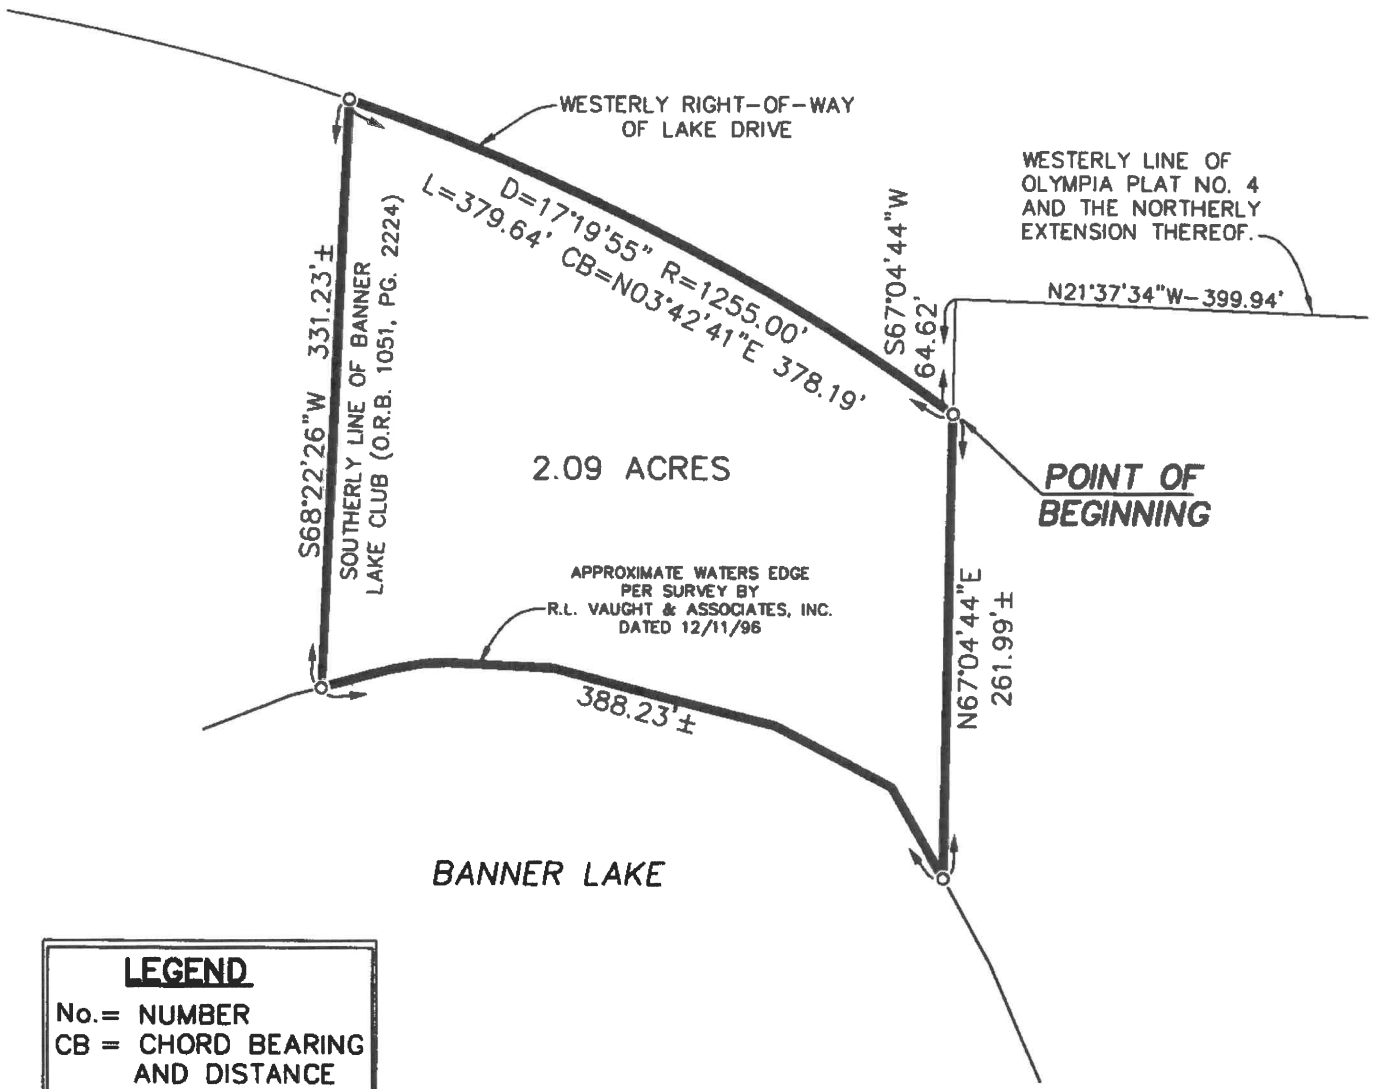 WESTERLY RIGHT-OF-WAY
OF LAKE DRIVE
WESTERLY LINE OF
OLYMPIA PLAT NO. 4
AND THE NORTHERLY
EXTENSION THEREOF.
N21°37'34"W-399.94'
S67°04'44"W
64.62'
D=17°19'55" R=1255.00'
L=379.64' CB=N03°42'41"E 378.19'
S68°22'26"W 331.23'±
SOUTHERLY LINE OF BANNER
LAKE CLUB (O.R.B. 1051, PG. 2224)
2.09 ACRES
POINT OF
BEGINNING
APPROXIMATE WATERS EDGE
PER SURVEY BY
R.L. VAUGHT & ASSOCIATES, INC.
DATED 12/11/96
N67°04'44"E
261.99'±
388.23'±
BANNER LAKE
LEGEND
No.= NUMBER
CB = CHORD BEARING
AND DISTANCE